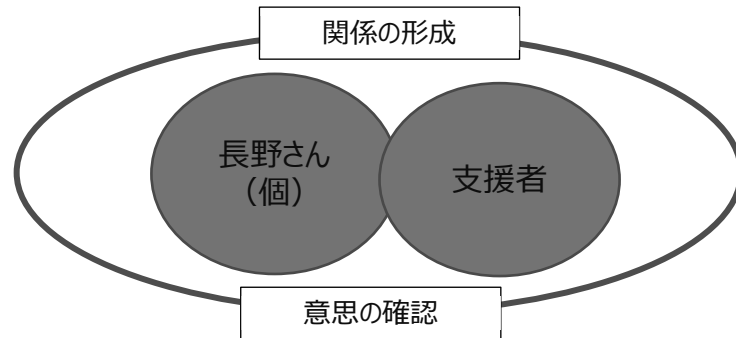 関係の形成
長野さん
（個）
支援者
意思の確認